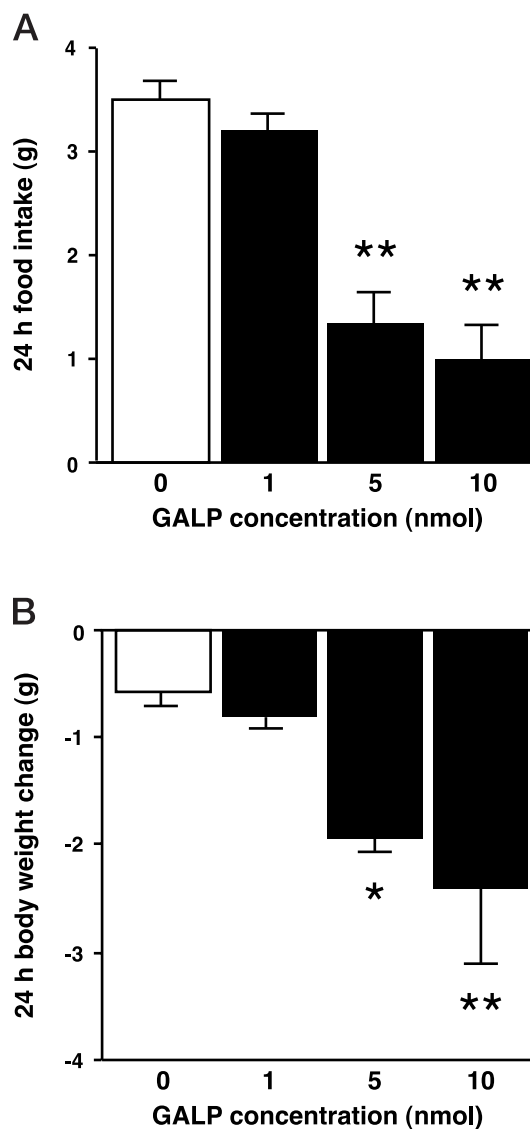 A
24 h food intake (g)
4
3
2
1
0
**
**
0 1 5 10
GALP concentration (nmol)
B
24 h body weight change (g)
0
-1
-2
-3
-4
*
**
0 1 5 10
GALP concentration (nmol)